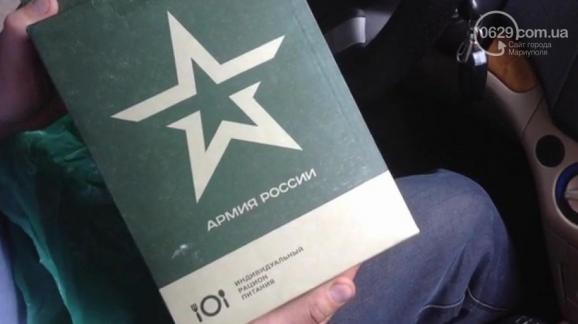 0629.com.ua
Сайт города
Мариуполя
АРМИЯ РОССИИ
ИНДИВИДУАЛЬНЫЙ
РАЦИОН
ПИТАНИЯ